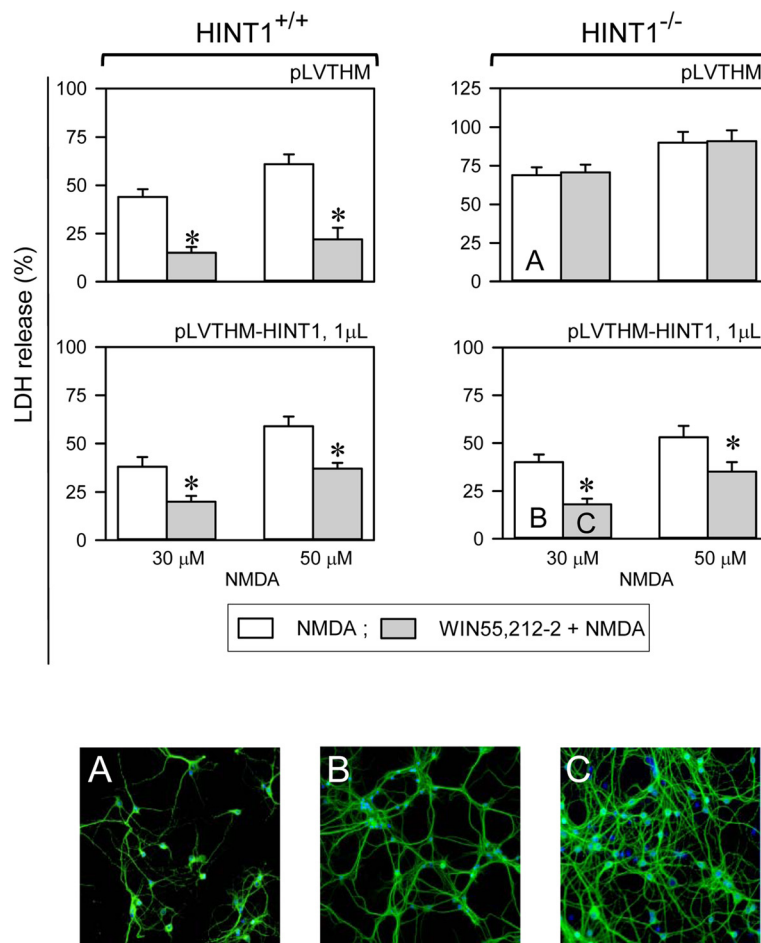 HINT1+/+
HINT1-/-
LDH release (%)
pLVTHM
100
75
50
25
0
*
*
pLVTHM
125
100
75
50
25
0
A
pLVTHM-HINT1, 1µL
100
75
50
25
0
*
*
30 µM
50 µM
NMDA
pLVTHM-HINT1, 1µL
100
75
50
25
0
*
*
B
C
30 µM
50 µM
NMDA
NMDA ; WIN55,212-2 + NMDA
A
B
C